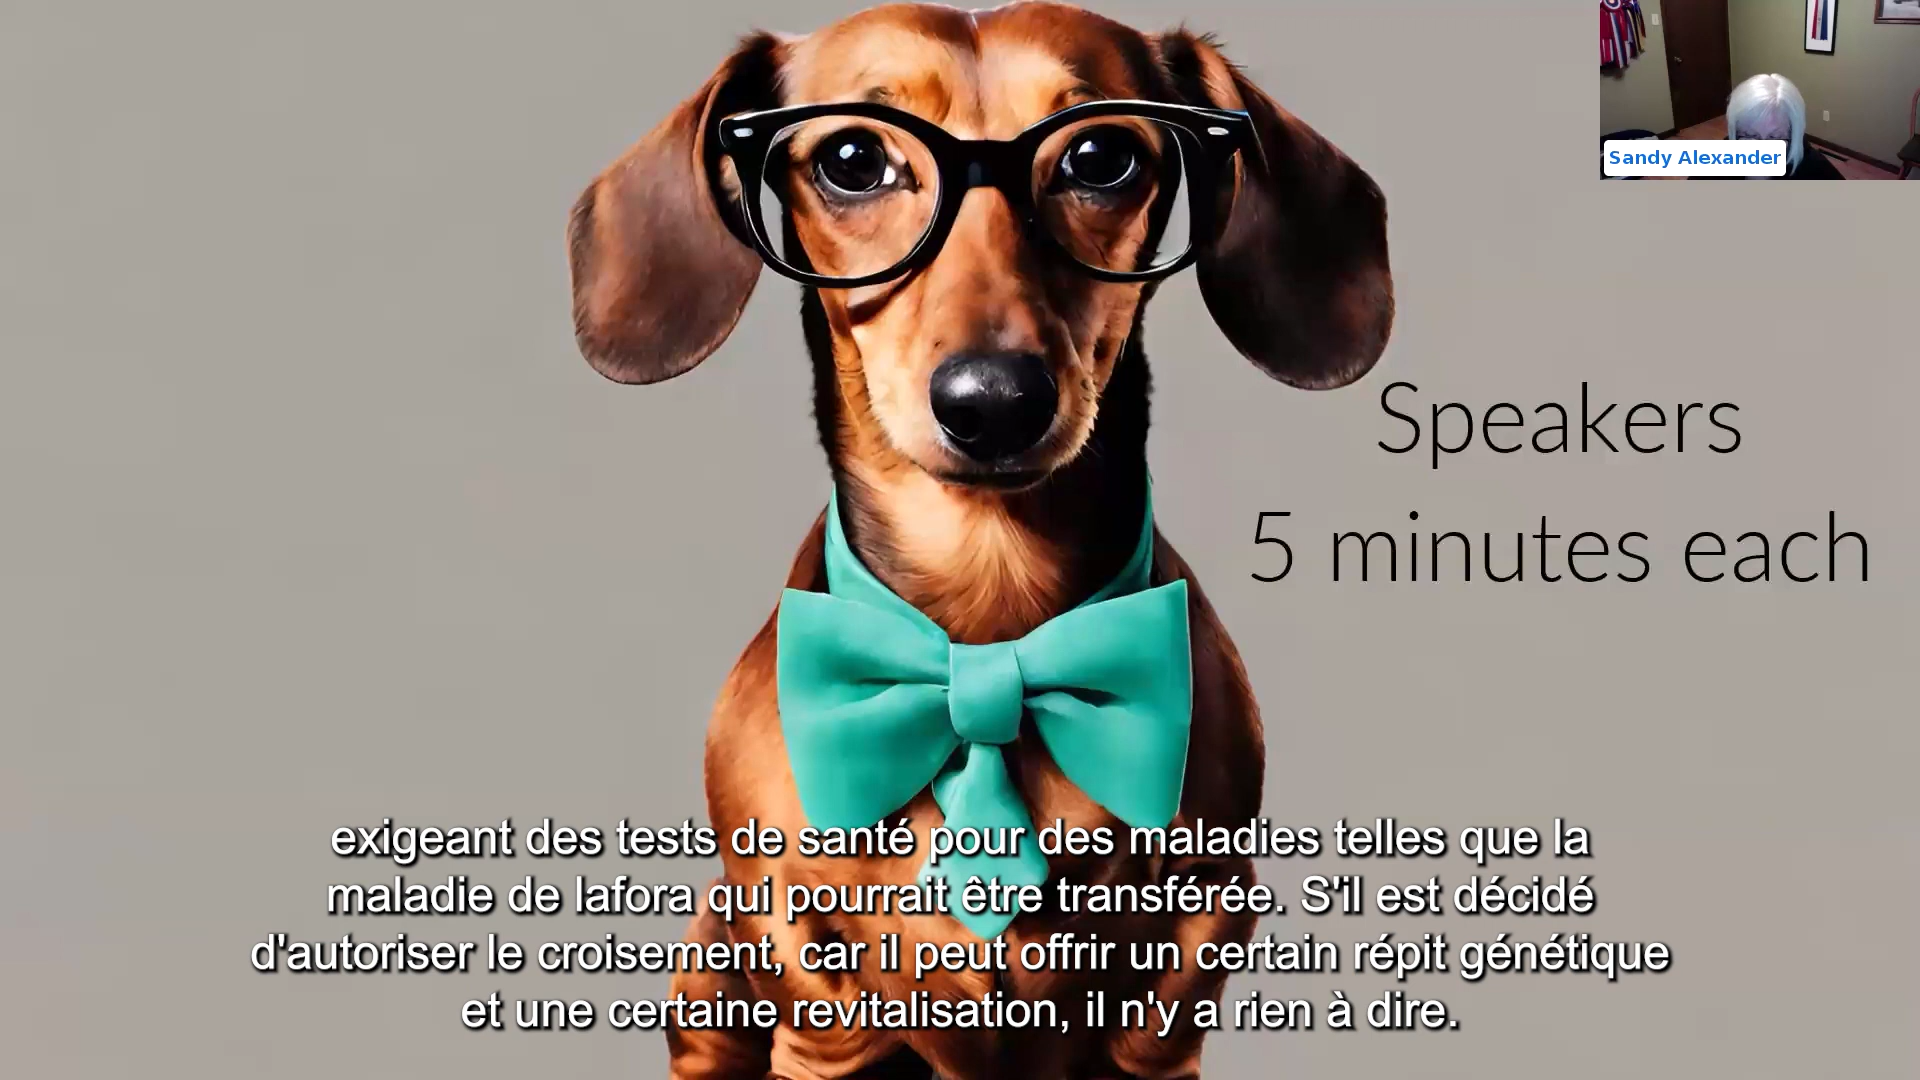 Sandy Alexander
Speakers
5 minutes each
exigeant des tests de santé pour des maladies telles que la
maladie de lafora qui pourrait être transférée. S'il est décidé
d'autoriser le croisement, car il peut offrir un certain répit génétique
et une certaine revitalisation, il n'y a rien à dire.